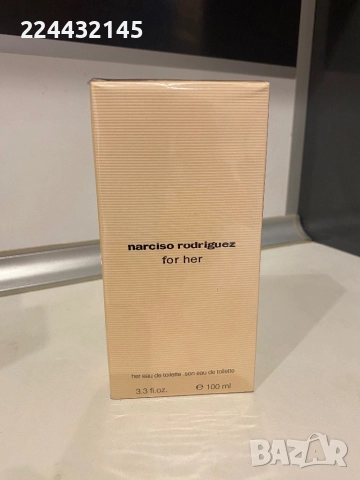 224432145
narciso rodriguez
for her
her eau de toilette .son eau de toilette
3.3 fl.oz. ℮ 100 ml
BAZAR